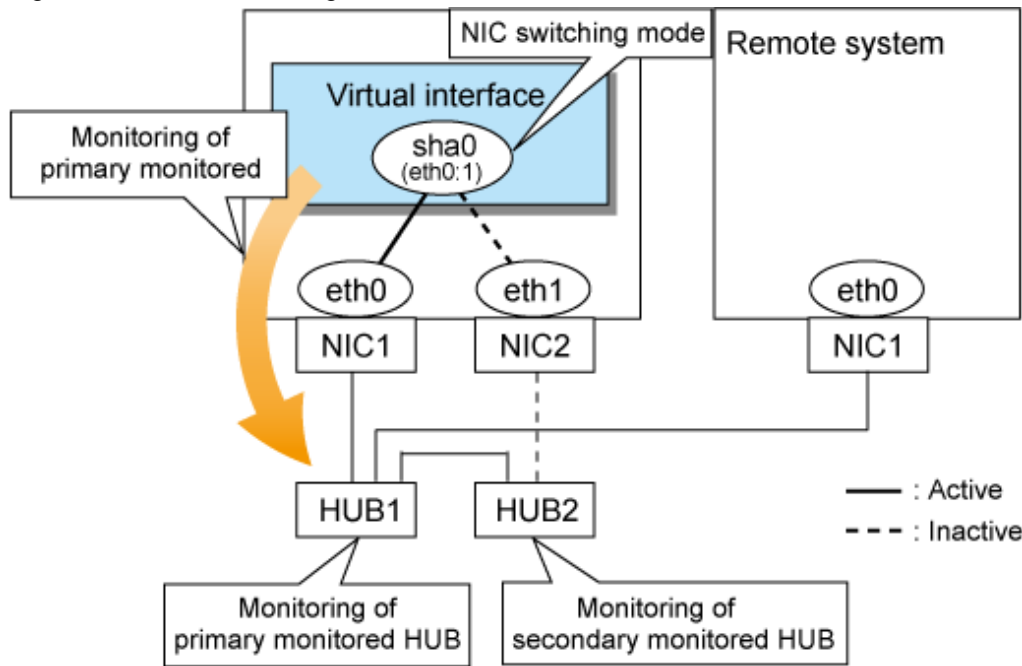 NIC switching mode
Remote system
Virtual interface
Monitoring of
primary monitored
sha0
(eth0:1)
eth0
eth1
eth0
NIC1
NIC2
NIC1
HUB1
HUB2
: Active
: Inactive
Monitoring of
primary monitored HUB
Monitoring of
secondary monitored HUB